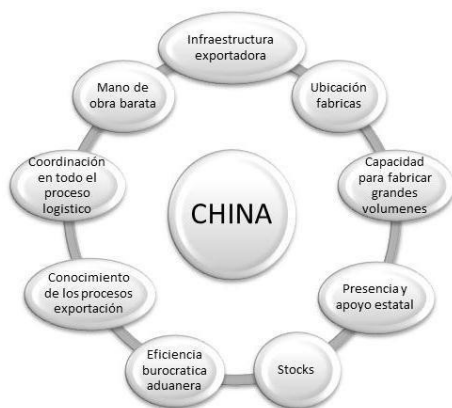 Infraestructura
exportadora
Ubicación
fabricas
Capacidad
para fabricar
grandes
volumenes
Presencia y
apoyo estatal
Stocks
Eficiencia
burocratica
aduanera
Conocimiento
de los procesos
exportación
Coordinación
en todo el
proceso
logistico
Mano de
obra barata
CHINA